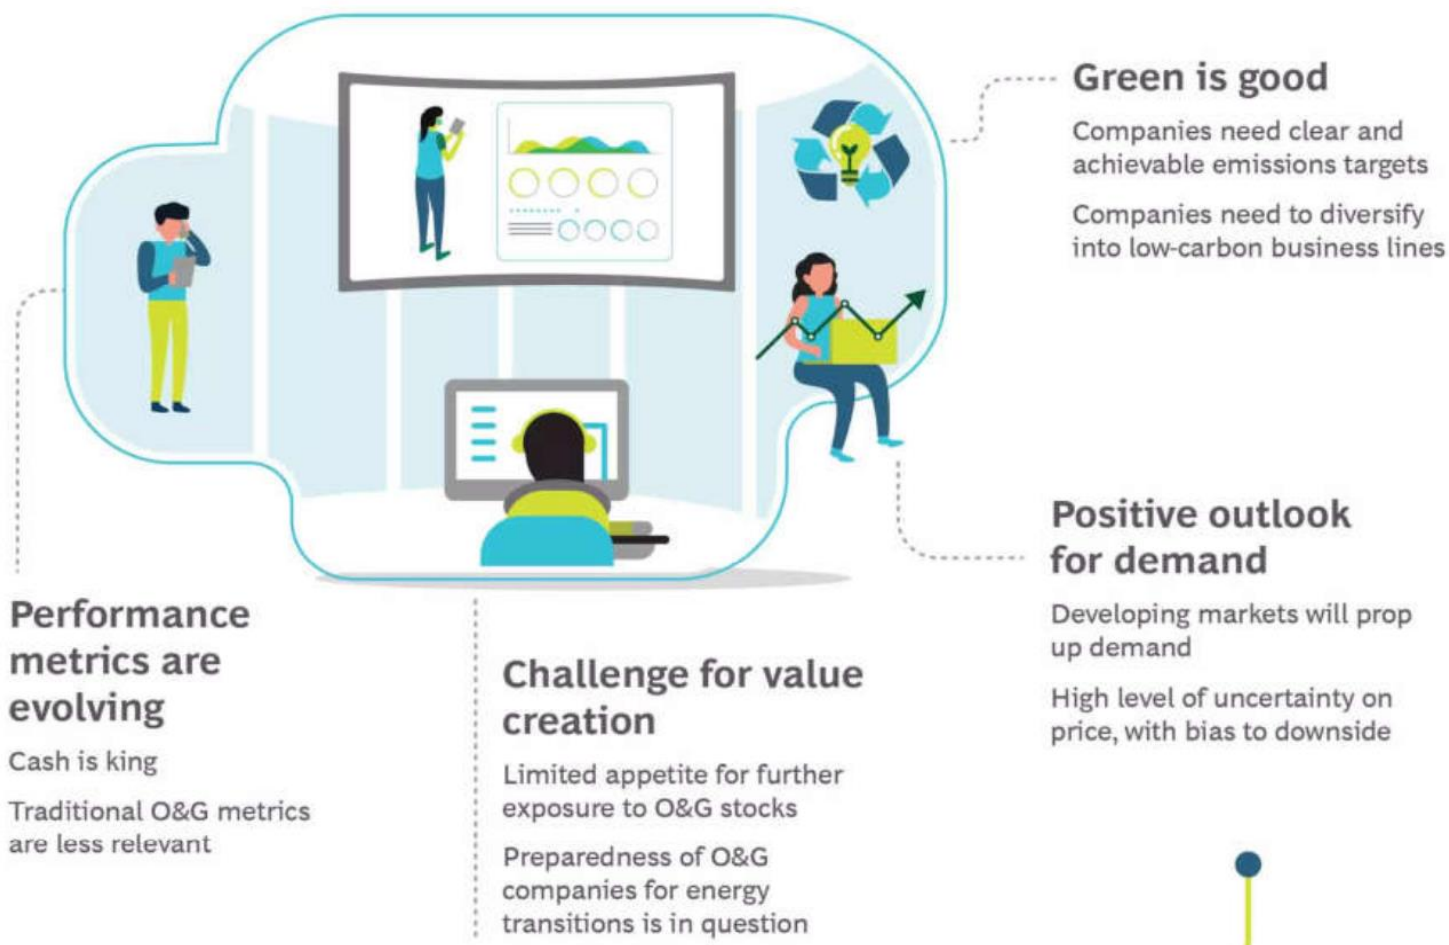 Green is good
Companies need clear and
achievable emissions targets
Companies need to diversify
into low-carbon business lines
Positive outlook
for demand
Developing markets will prop
up demand
High level of uncertainty on
price, with bias to downside
Performance
metrics are
evolving
Cash is king
Traditional O&G metrics
are less relevant
Challenge for value
creation
Limited appetite for further
exposure to O&G stocks
Preparedness of O&G
companies for energy
transitions is in question